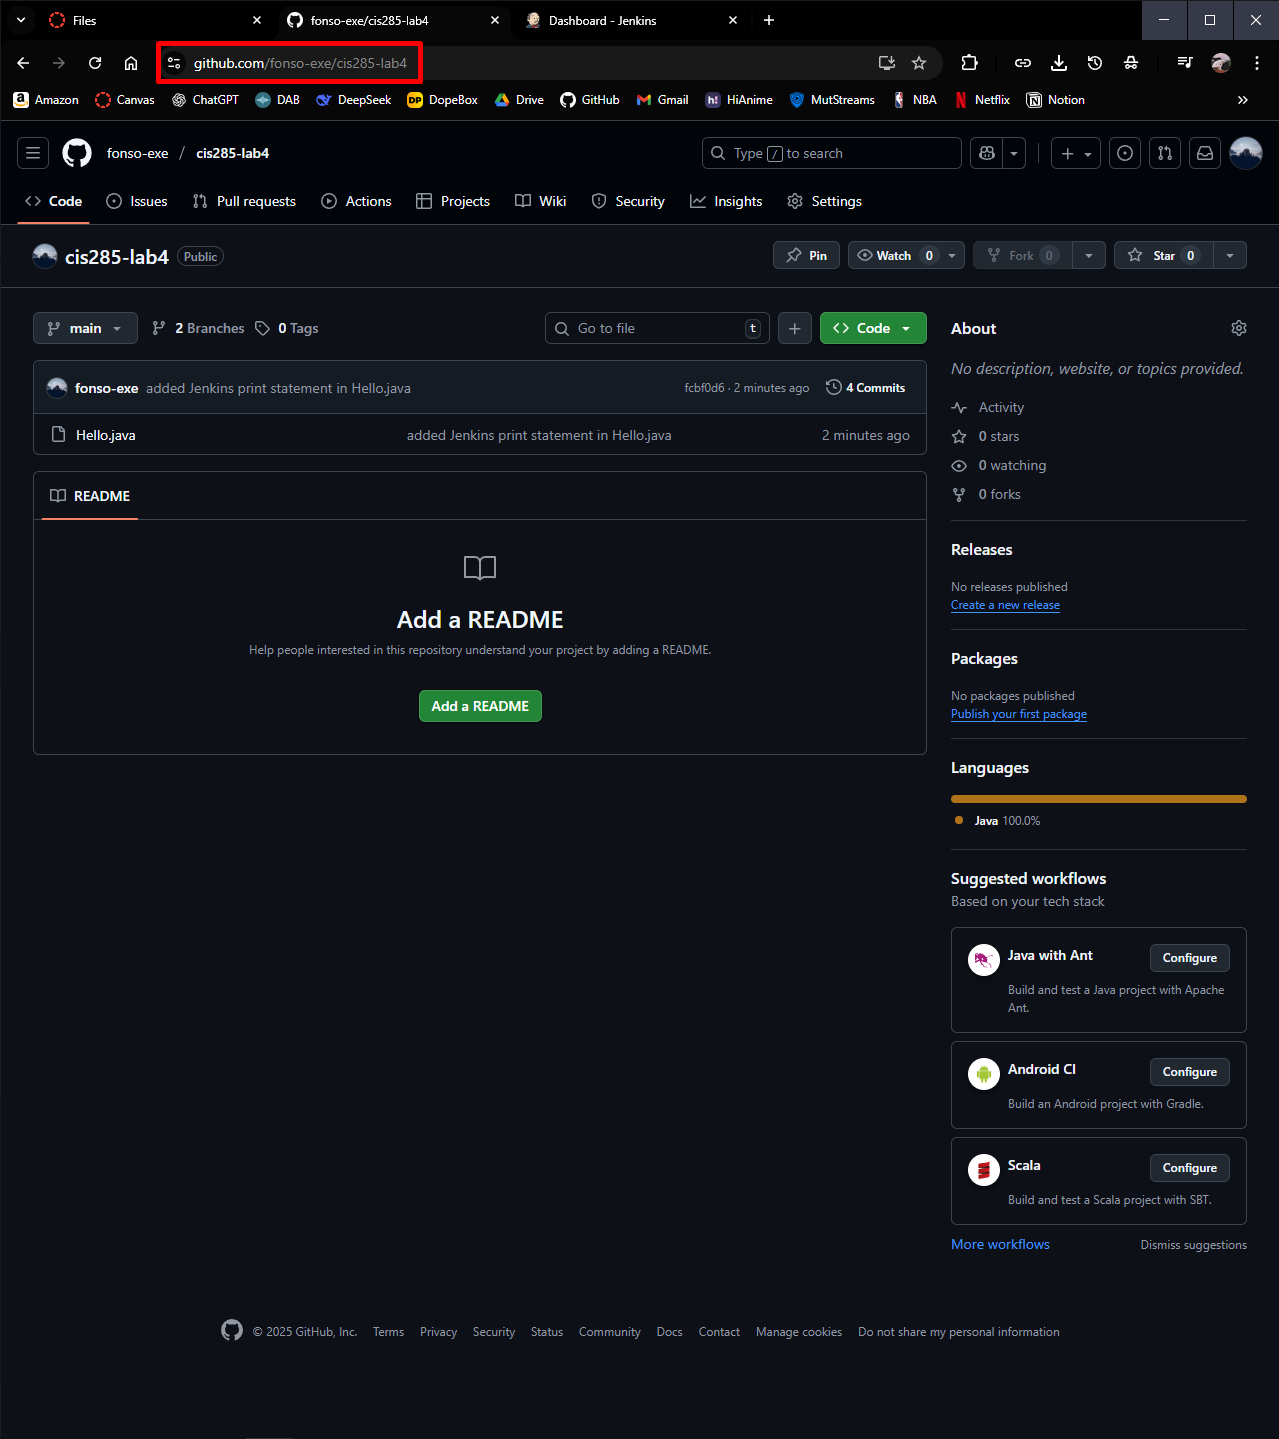 Files
fonso-exe/cis285-lab4
Dashboard - Jenkins
github.com/fonso-exe/cis285-lab4
Amazon Canvas ChatGPT DAB DeepSeek DopeBox Drive GitHub Gmail HiAnime MutStreams NBA Netflix Notion
fonso-exe / cis285-lab4
Type / to search
Code Issues Pull requests Actions Projects Wiki Security Insights Settings
cis285-lab4 Public
Pin Watch 0 Fork 0 Star 0
main 2 Branches 0 Tags
Go to file t
Code
fonso-exe added Jenkins print statement in Hello.java fcbf0d6 · 2 minutes ago 4 Commits
Hello.java added Jenkins print statement in Hello.java 2 minutes ago
README
Add a README
Help people interested in this repository understand your project by adding a README.
Add a README
About
No description, website, or topics provided.
Activity
0 stars
0 watching
0 forks
Releases
No releases published
Create a new release
Packages
No packages published
Publish your first package
Languages
Java 100.0%
Suggested workflows
Based on your tech stack
Java with Ant Configure
Build and test a Java project with Apache
Ant.
Android CI Configure
Build an Android project with Gradle.
Scala Configure
Build and test a Scala project with SBT.
More workflows Dismiss suggestions
© 2025 GitHub, Inc. Terms Privacy Security Status Community Docs Contact Manage cookies Do not share my personal information